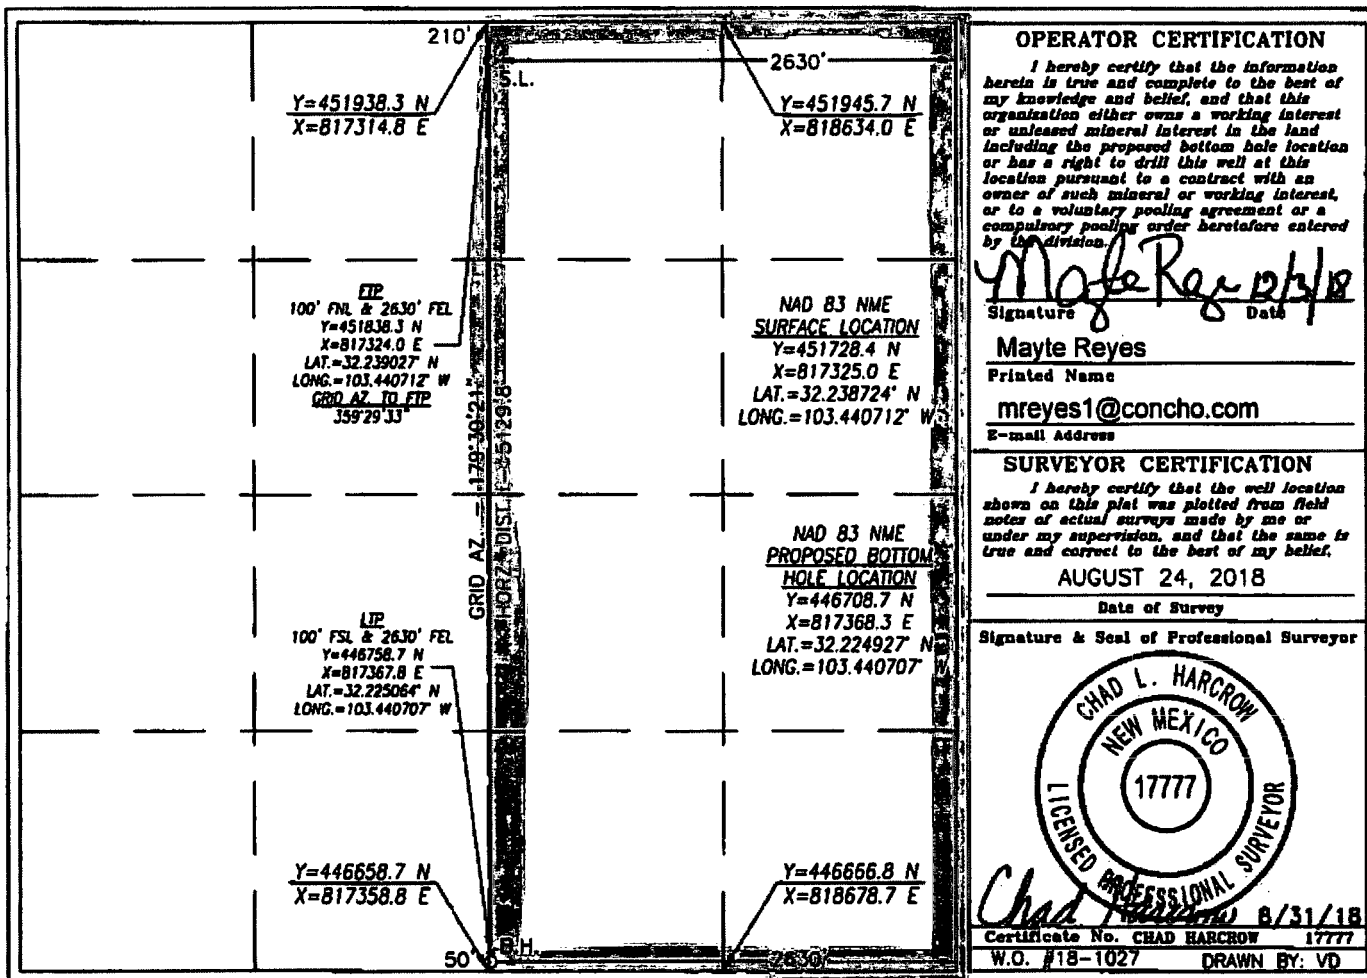 210'
2630'
S.L.
Y=451938.3 N
X=817314.8 E
Y=451945.7 N
X=818634.0 E
FTP
100' FNL & 2630' FEL
Y=451838.3 N
X=817324.0 E
LAT.=32.239027° N
LONG.=103.440712° W
GRID AZ. TO FTP
359°29'33"
NAD 83 NME
SURFACE LOCATION
Y=451728.4 N
X=817325.0 E
LAT.=32.238724° N
LONG.=103.440712° W
GRID AZ. = 179°30'21"
HORZ. DIST. = 5129.8'
NAD 83 NME
PROPOSED BOTTOM
HOLE LOCATION
Y=446708.7 N
X=817368.3 E
LAT.=32.224927° N
LONG.=103.440707° W
LTP
100' FSL & 2630' FEL
Y=446758.7 N
X=817367.8 E
LAT.=32.225064° N
LONG.=103.440707° W
Y=446658.7 N
X=817358.8 E
Y=446666.8 N
X=818678.7 E
50'
B.H.
2630'
OPERATOR CERTIFICATION
I hereby certify that the information
herein is true and complete to the best of
my knowledge and belief, and that this
organization either owns a working interest
or unleased mineral interest in the land
including the proposed bottom hole location
or has a right to drill this well at this
location pursuant to a contract with an
owner of such mineral or working interest,
or to a voluntary pooling agreement or a
compulsory pooling order heretofore entered
by the division.
Mayte Reyes 12/3/18
Signature Date
Mayte Reyes
Printed Name
mreyes1@concho.com
E-mail Address
SURVEYOR CERTIFICATION
I hereby certify that the well location
shown on this plat was plotted from field
notes of actual surveys made by me or
under my supervision, and that the same is
true and correct to the best of my belief.
AUGUST 24, 2018
Date of Survey
Signature & Seal of Professional Surveyor
CHAD L. HARCROW
NEW MEXICO
17777
LICENSED PROFESSIONAL SURVEYOR
Chad Harcrow 8/31/18
Certificate No. CHAD HARCROW 17777
W.O. #18-1027 DRAWN BY: VD